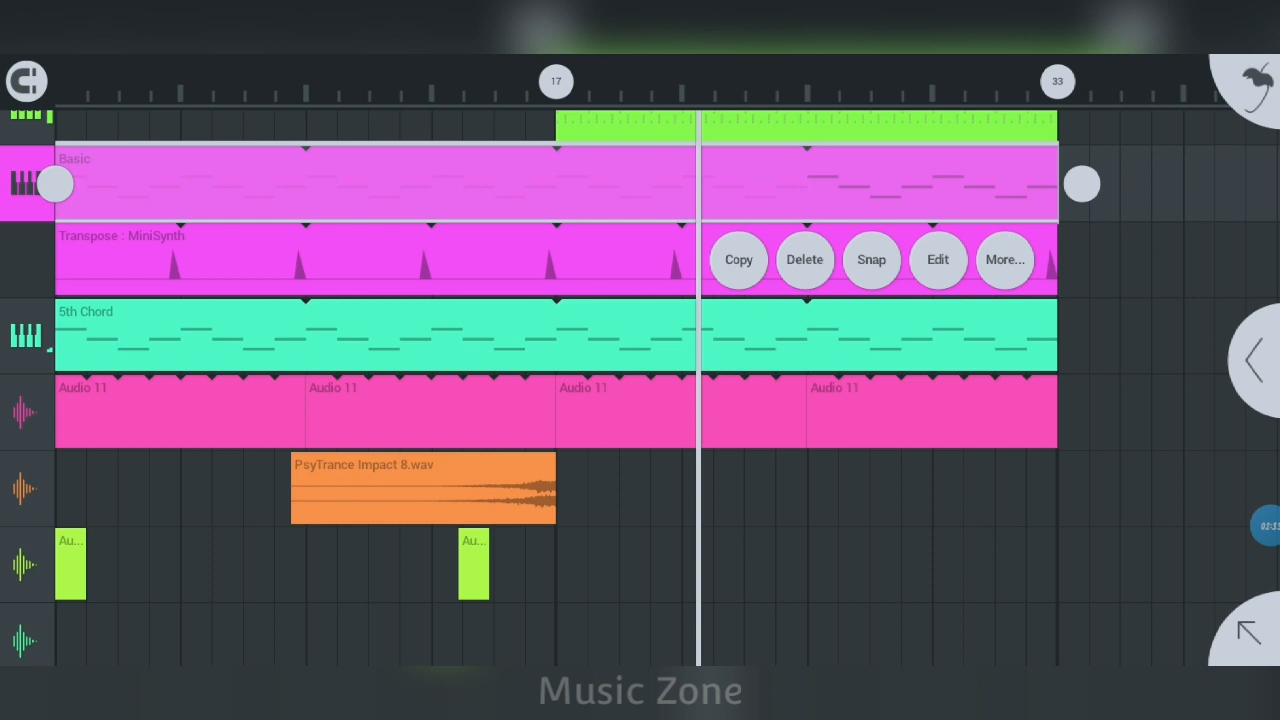 17
33
Basic
Transpose : MiniSynth
Copy
Delete
Snap
Edit
More...
5th Chord
Audio 11
Audio 11
Audio 11
Audio 11
PsyTrance Impact 8.wav
Au...
Au...
Music Zone